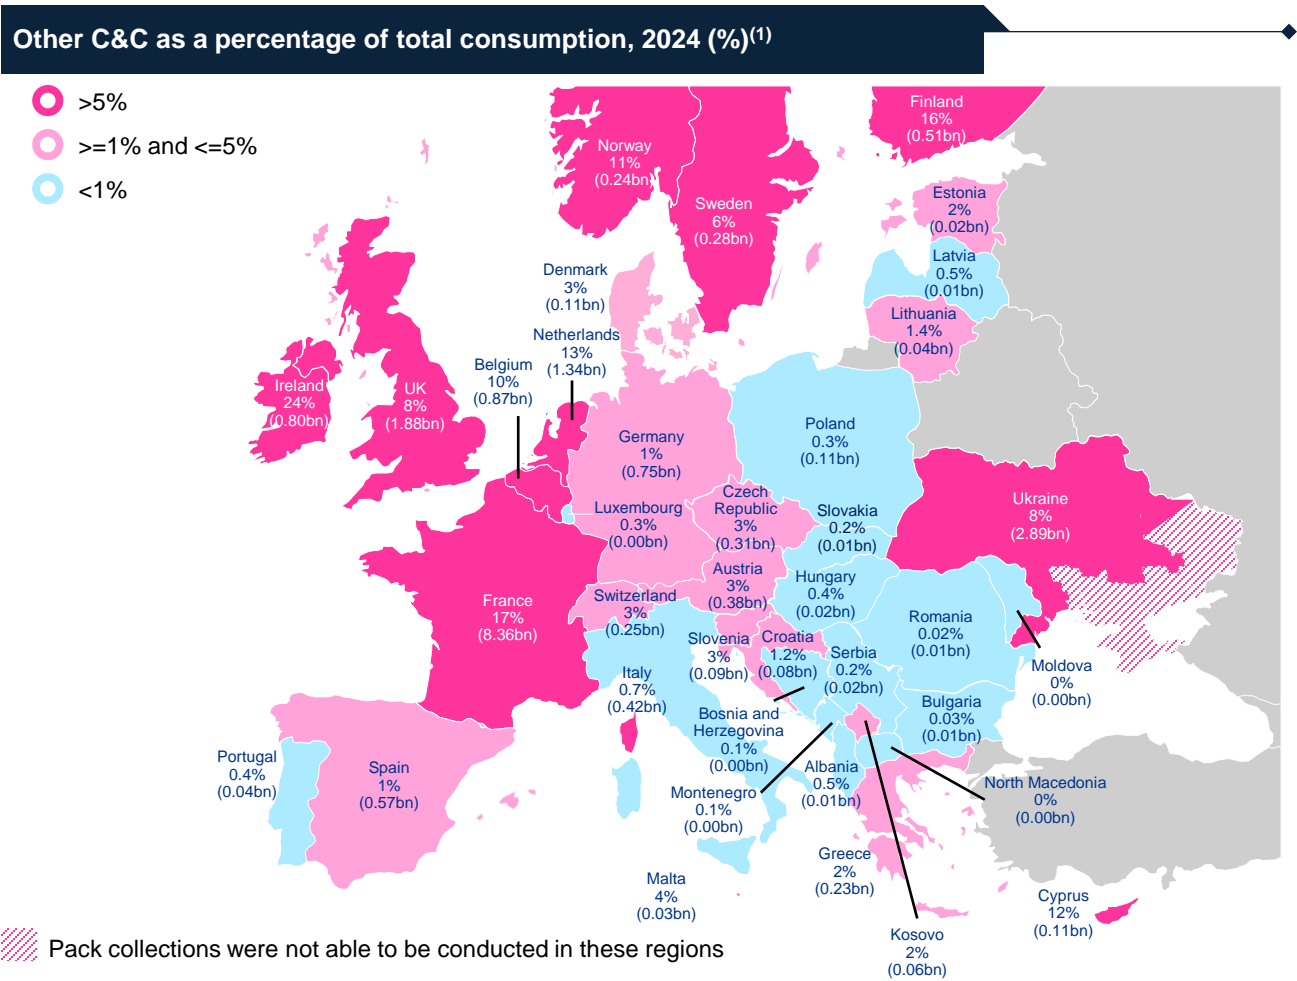 Other C&C as a percentage of total consumption, 2024 (%)(1)
>5%
>=1% and <=5%
<1%
Finland
16%
(0.51bn)
Norway
11%
(0.24bn)
Sweden
6%
(0.28bn)
Estonia
2%
(0.02bn)
Latvia
0.5%
(0.01bn)
Lithuania
1.4%
(0.04bn)
Denmark
3%
(0.11bn)
Netherlands
13%
(1.34bn)
Belgium
10%
(0.87bn)
Ireland
24%
(0.80bn)
UK
8%
(1.88bn)
Germany
1%
(0.75bn)
Poland
0.3%
(0.11bn)
Luxembourg
0.3%
(0.00bn)
Czech
Republic
3%
(0.31bn)
Slovakia
0.2%
(0.01bn)
Ukraine
8%
(2.89bn)
Austria
3%
(0.38bn)
Hungary
0.4%
(0.02bn)
France
17%
(8.36bn)
Switzerland
3%
(0.25bn)
Romania
0.02%
(0.01bn)
Slovenia
3%
(0.09bn)
Croatia
1.2%
(0.08bn)
Serbia
0.2%
(0.02bn)
Moldova
0%
(0.00bn)
Italy
0.7%
(0.42bn)
Bosnia and
Herzegovina
0.1%
(0.00bn)
Bulgaria
0.03%
(0.01bn)
Portugal
0.4%
(0.04bn)
Spain
1%
(0.57bn)
Montenegro
0.1%
(0.00bn)
Albania
0.5%
(0.01bn)
North Macedonia
0%
(0.00bn)
Greece
2%
(0.23bn)
Malta
4%
(0.03bn)
Cyprus
12%
(0.11bn)
Kosovo
2%
(0.06bn)
Pack collections were not able to be conducted in these regions